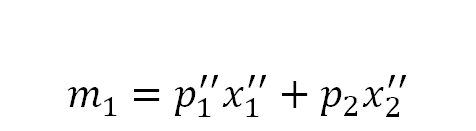 m₁ = p₁″x₁″ + p₂x₂″